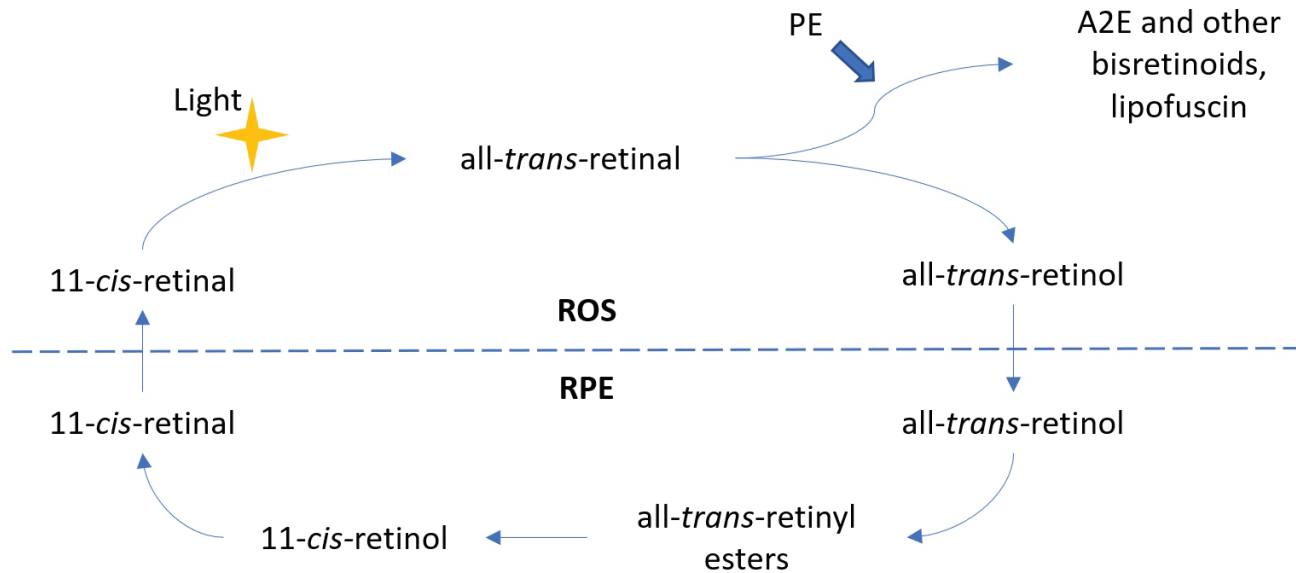 PE
A2E and other
bisretinoids,
lipofuscin
Light
all-trans-retinal
11-cis-retinal
all-trans-retinol
ROS
RPE
11-cis-retinal
all-trans-retinol
11-cis-retinol
all-trans-retinyl
esters